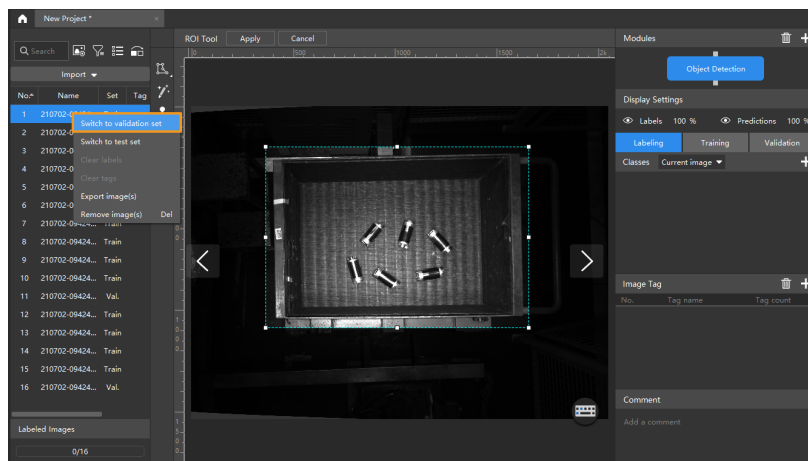 New Project *
Search
Import
No. Name Set Tag
1 210702-0
2 210702-0
3 210702-0
4 210702-0
5 210702-0
6 210702-0
7 210702-09424... Train
8 210702-09424... Train
9 210702-09424... Train
10 210702-09424... Train
11 210702-09424... Val.
12 210702-09424... Train
13 210702-09424... Train
14 210702-09424... Train
15 210702-09424... Train
16 210702-09424... Val.
Labeled Images
0/16
Switch to validation set
Switch to test set
Clear labels
Clear tags
Export image(s)
Remove image(s) Del
ROI Tool Apply Cancel
0 500 1000 1500 2k
Modules
Object Detection
Display Settings
Labels 100 % Predictions 100 %
Labeling Training Validation
Classes Current image
Image Tag
No. Tag name Tag count
Comment
Add a comment